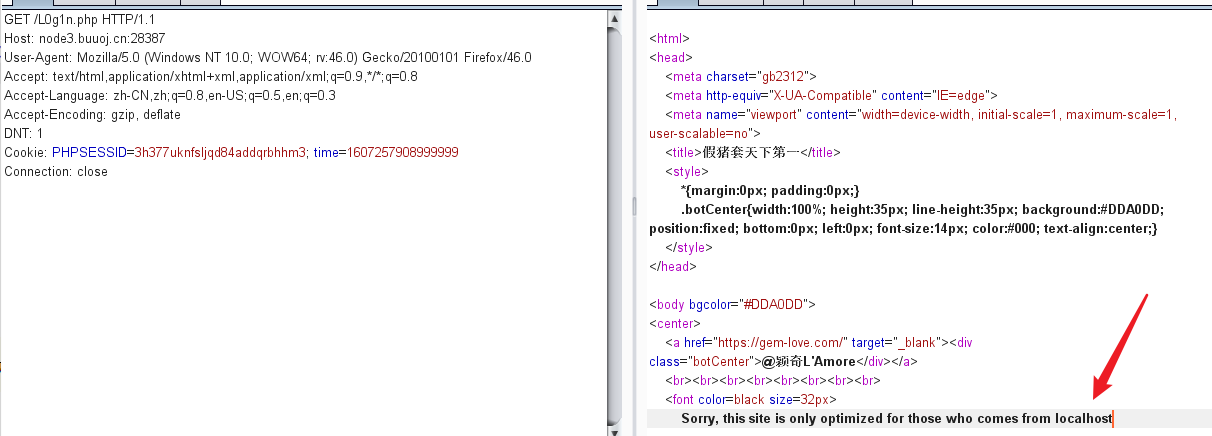 GET /L0g1n.php HTTP/1.1
Host: node3.buuoj.cn:28387
User-Agent: Mozilla/5.0 (Windows NT 10.0; WOW64; rv:46.0) Gecko/20100101 Firefox/46.0
Accept: text/html,application/xhtml+xml,application/xml;q=0.9,*/*;q=0.8
Accept-Language: zh-CN,zh;q=0.8,en-US;q=0.5,en;q=0.3
Accept-Encoding: gzip, deflate
DNT: 1
Cookie: PHPSESSID=3h377uknfsljqd84addqrbhhm3; time=1607257908999999
Connection: close
<html>
<head>
<meta charset="gb2312">
<meta http-equiv="X-UA-Compatible" content="IE=edge">
<meta name="viewport" content="width=device-width, initial-scale=1, maximum-scale=1,
user-scalable=no">
<title>假猪套天下第一</title>
<style>
*{margin:0px; padding:0px;}
.botCenter{width:100%; height:35px; line-height:35px; background:#DDA0DD;
position:fixed; bottom:0px; left:0px; font-size:14px; color:#000; text-align:center;}
</style>
</head>
<body bgcolor="#DDA0DD">
<center>
<a href="https://gem-love.com/" target="_blank"><div
class="botCenter">@颖奇L'Amore</div></a>
<br><br><br><br><br><br><br><br>
<font color=black size=32px>
Sorry, this site is only optimized for those who comes from localhost